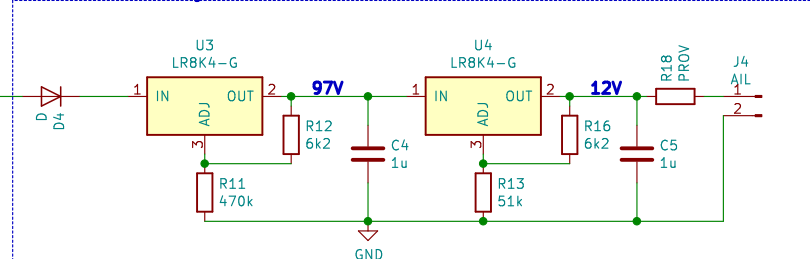 U3
LR8K4-G
U4
LR8K4-G
R18
PROV
J4
AIL
D
D4
1
IN
OUT
2
ADJ
3
97V
1
IN
OUT
2
ADJ
3
12V
1
2
R12
6k2
C4
1u
R16
6k2
C5
1u
R11
470k
R13
51k
GND